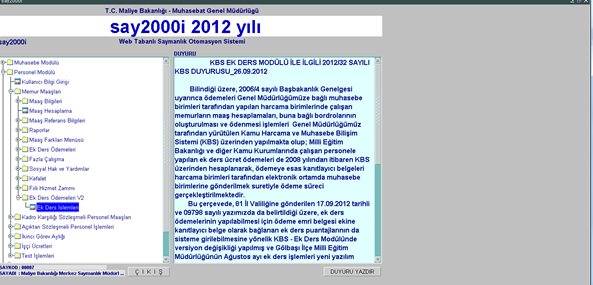 say2000i
T.C. Maliye Bakanlığı - Muhasebat Genel Müdürlüğü
say2000i 2012 yılı
say2000i
Web Tabanlı Saymanlık Otomasyon Sistemi
Muhasebe Modülü
Personel Modülü
Kullanıcı Bilgi Girişi
Memur Maaşları
Maaş Bilgileri
Maaş Hesaplama
Maaş Referans Bilgileri
Raporlar
Maaş Farkları Menüsü
Ek Ders Ödemeleri
Fazla Çalışma
Sosyal Hak ve Yardımlar
Kefalet
Fiili Hizmet Zammı
Ek Ders Ödemeleri V2
Ek Ders İşlemleri
Kadro Karşılığı Sözleşmeli Personel Maaşları
Açıktan Sözleşmeli Personel İşlemleri
İkinci Görev Aylığı
İşçi Ücretleri
Test İşlemleri
SAYKOD : 00007
SAYADI : Maliye Bakanlığı Merkez Saymanlık Müdürl ...
Ç I K I Ş
DUYURU
KBS EK DERS MODÜLÜ İLE İLGİLİ 2012/32 SAYILI
KBS DUYURUSU_26.09.2012
Bilindiği üzere, 2006/4 sayılı Başbakanlık Genelgesi
uyarınca ödemeleri Genel Müdürlüğümüze bağlı muhasebe
birimleri tarafından yapılan harcama birimlerinde çalışan
memurların maaş hesaplamaları, buna bağlı bordrolarının
oluşturulması ve ödenmesi işlemleri Genel Müdürlüğümüz
tarafından yürütülen Kamu Harcama ve Muhasebe Bilişim
Sistemi (KBS) üzerinden yapılmakta olup; Milli Eğitim
Bakanlığı ve diğer Kamu Kurumlarında çalışan personele
yapılan ek ders ücret ödemeleri de 2008 yılından itibaren KBS
üzerinden hesaplanarak, ödemeye esas kanıtlayıcı belgeleri
harcama birimleri tarafından elektronik ortamda muhasebe
birimlerine gönderilmek suretiyle ödeme süreci
gerçekleştirilmektedir.
Bu çerçevede, 81 İl Valiliğine gönderilen 17.09.2012 tarihli
ve 09798 sayılı yazımızda da belirtildiği üzere, ek ders
ödemelerinin yapılabilmesi için ödeme emri belgesi ekine
kanıtlayıcı belge olarak bağlanan ek ders puantajlarının da
sisteme girilebilmesine yönelik KBS - Ek Ders Modülünde
versiyon değişikliği yapılmış ve Gölbaşı İlçe Milli Eğitim
Müdürlüğünün Ağustos ayı ek ders işlemleri yeni yazılım
DUYURU YAZDIR